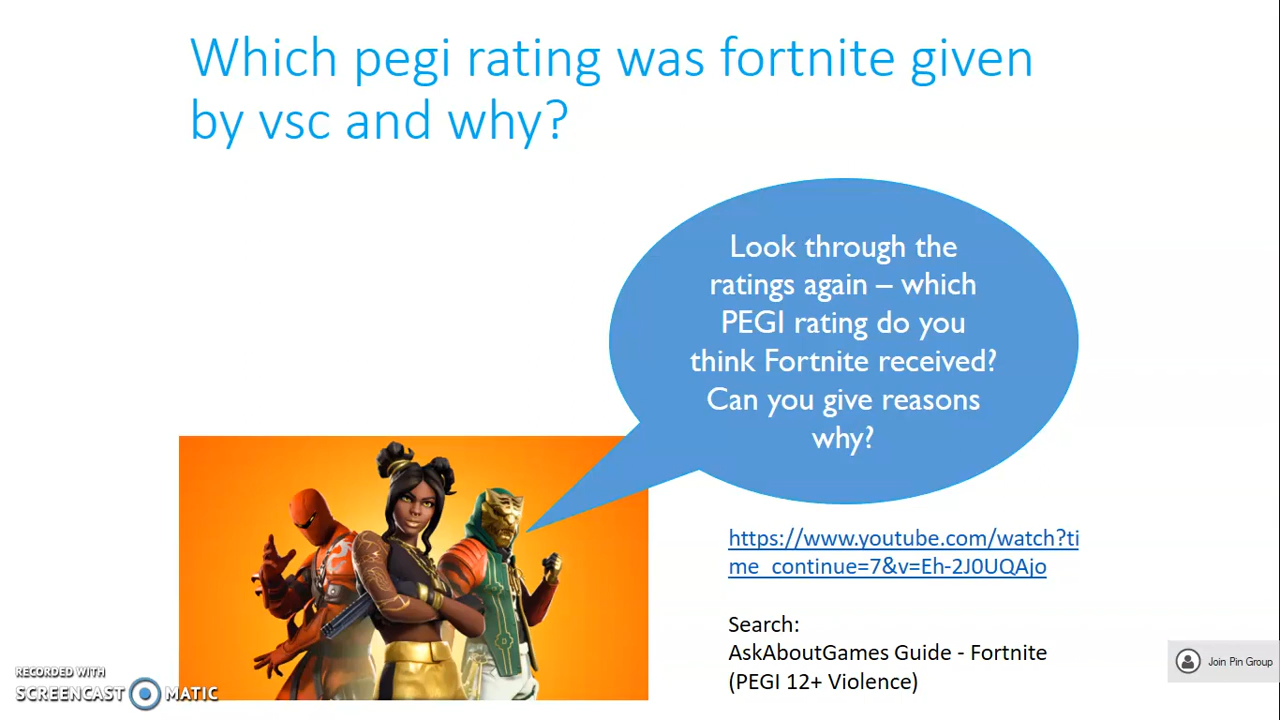 Which pegi rating was fortnite given
by vsc and why?
Look through the
ratings again – which
PEGI rating do you
think Fortnite received?
Can you give reasons
why?
https://www.youtube.com/watch?ti
me_continue=7&v=Eh-2J0UQAjo
Search:
AskAboutGames Guide - Fortnite
(PEGI 12+ Violence)
RECORDED WITH
SCREENCAST MATIC
Join Pin Group